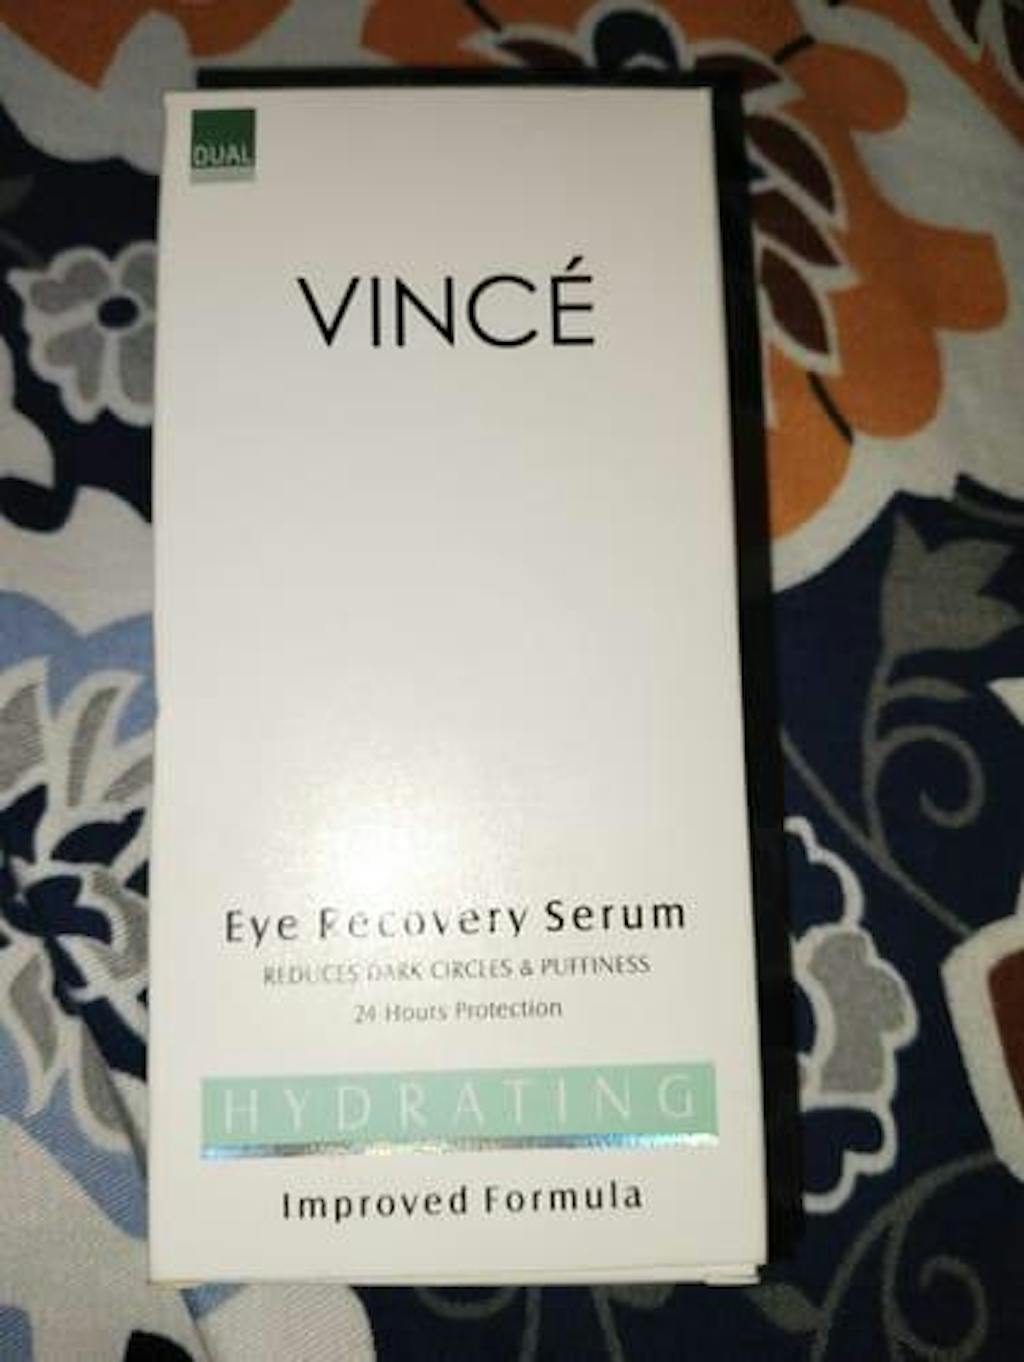 DUAL
VINCÉ
Eye Recovery Serum
REDUCES DARK CIRCLES & PUFFINESS
24 Hours Protection
HYDRATING
Improved Formula